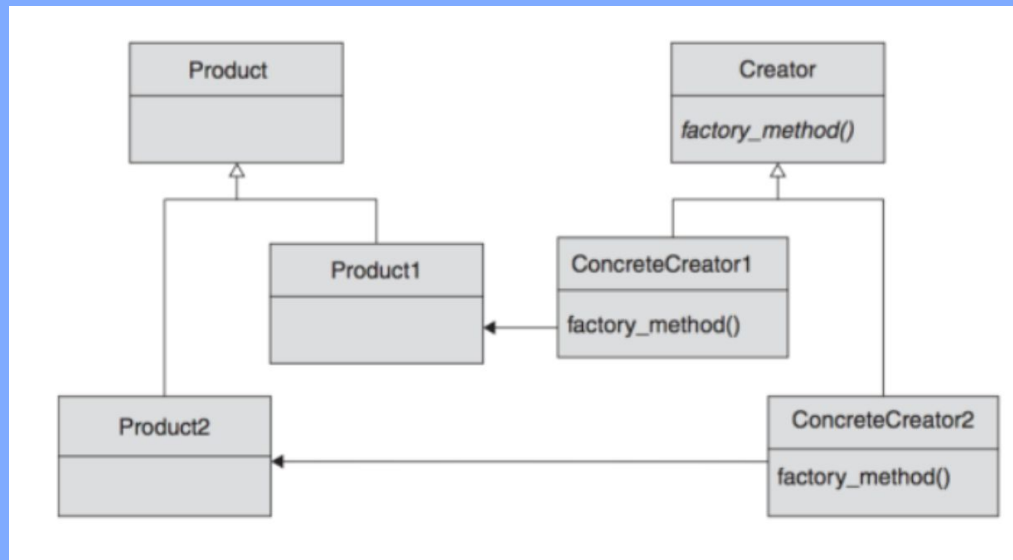 Product
Creator
factory_method()
Product1
ConcreteCreator1
factory_method()
Product2
ConcreteCreator2
factory_method()